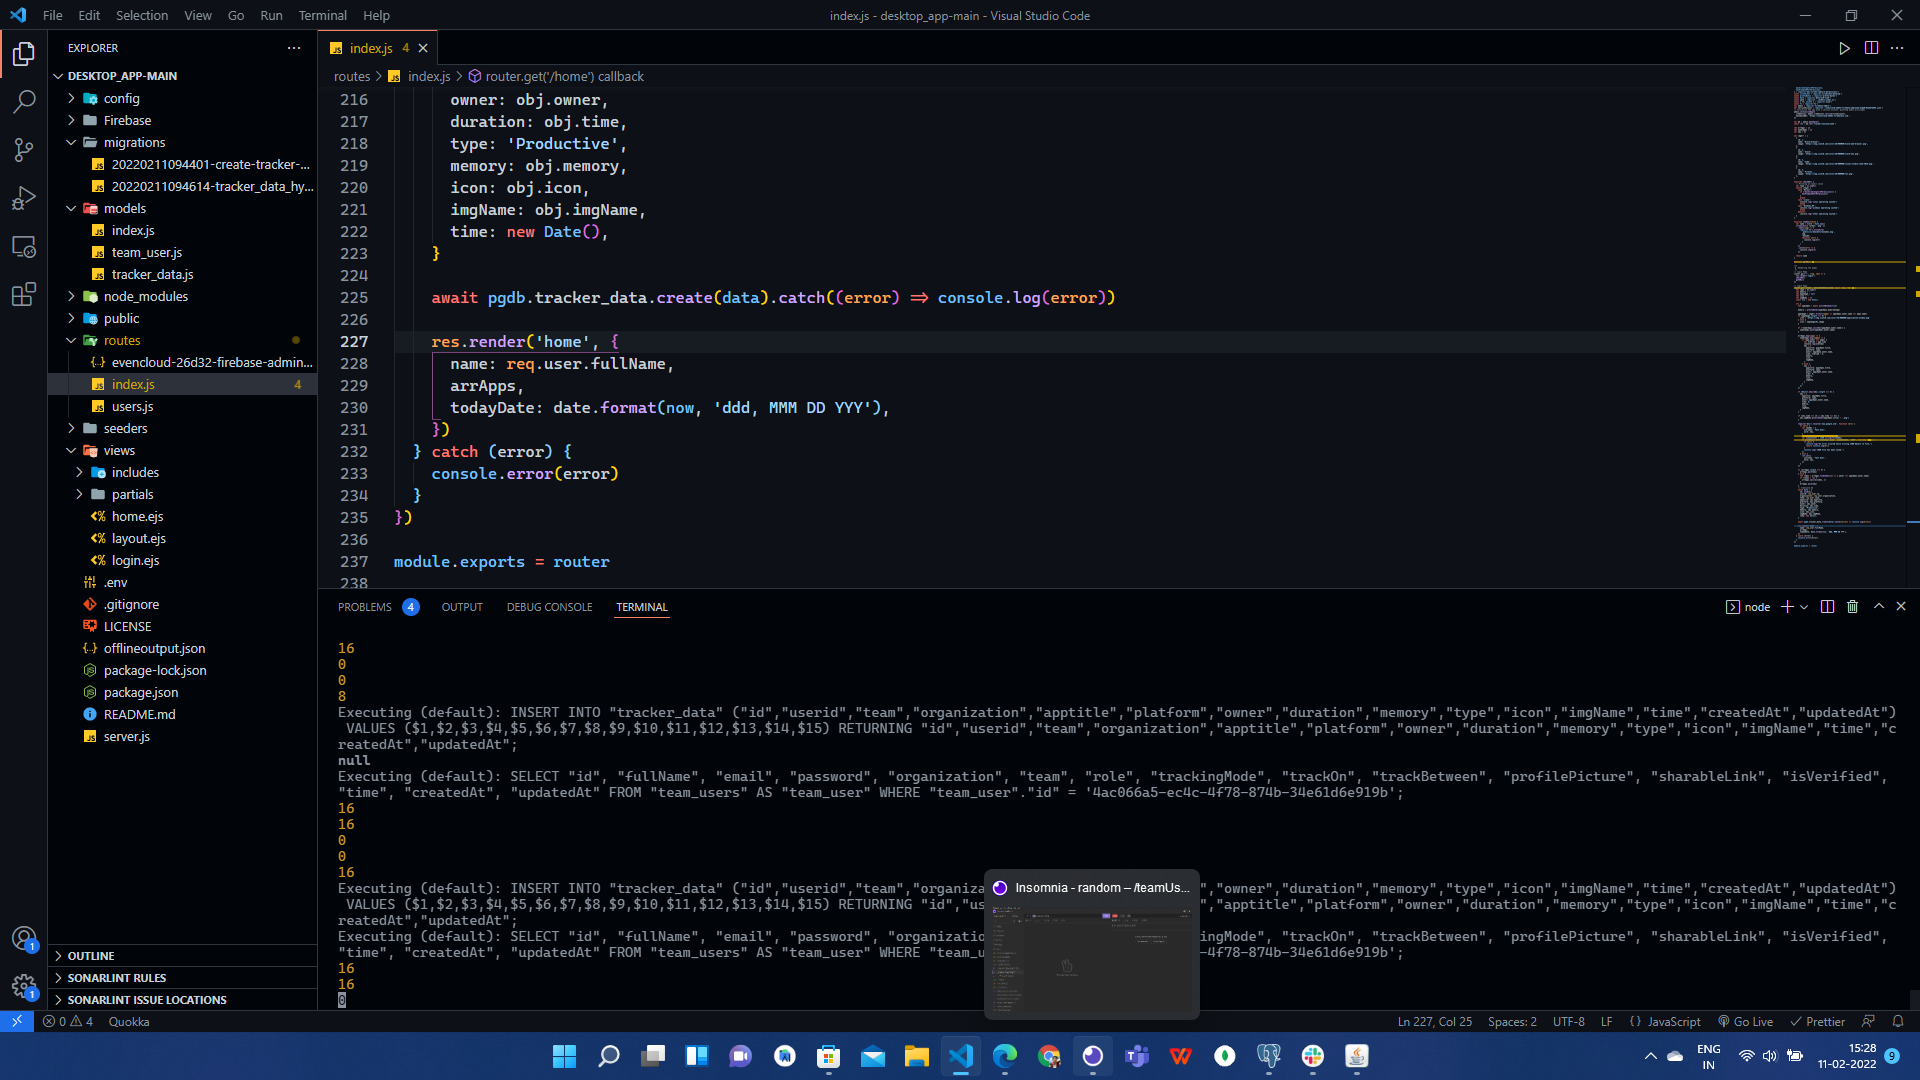 File Edit Selection View Go Run Terminal Help
index.js - desktop_app-main - Visual Studio Code
EXPLORER
DESKTOP_APP-MAIN
config
Firebase
migrations
20220211094401-create-tracker-...
20220211094614-tracker_data_hy...
models
index.js
team_user.js
tracker_data.js
node_modules
public
routes
evencloud-26d32-firebase-admin...
index.js 4
users.js
seeders
views
includes
partials
home.ejs
layout.ejs
login.ejs
.env
.gitignore
LICENSE
offlineoutput.json
package-lock.json
package.json
README.md
server.js
OUTLINE
SONARLINT RULES
SONARLINT ISSUE LOCATIONS
1
1
index.js 4
routes > index.js > router.get('/home') callback
216 owner: obj.owner,
217 duration: obj.time,
218 type: 'Productive',
219 memory: obj.memory,
220 icon: obj.icon,
221 imgName: obj.imgName,
222 time: new Date(),
223 }
224
225 await pgdb.tracker_data.create(data).catch((error) => console.log(error))
226
227 res.render('home', {
228 name: req.user.fullName,
229 arrApps,
230 todayDate: date.format(now, 'ddd, MMM DD YYY'),
231 })
232 } catch (error) {
233 console.error(error)
234 }
235 })
236
237 module.exports = router
238
PROBLEMS 4 OUTPUT DEBUG CONSOLE TERMINAL
node
16
0
0
8
Executing (default): INSERT INTO "tracker_data" ("id","userid","team","organization","apptitle","platform","owner","duration","memory","type","icon","imgName","time","createdAt","updatedAt")
VALUES ($1,$2,$3,$4,$5,$6,$7,$8,$9,$10,$11,$12,$13,$14,$15) RETURNING "id","userid","team","organization","apptitle","platform","owner","duration","memory","type","icon","imgName","time","c
reatedAt","updatedAt";
null
Executing (default): SELECT "id", "fullName", "email", "password", "organization", "team", "role", "trackingMode", "trackOn", "trackBetween", "profilePicture", "sharableLink", "isVerified",
"time", "createdAt", "updatedAt" FROM "team_users" AS "team_user" WHERE "team_user"."id" = '4ac066a5-ec4c-4f78-874b-34e61d6e919b';
16
16
0
0
16
Executing (default): INSERT INTO "tracker_data" ("id","userid","team","organiza ","owner","duration","memory","type","icon","imgName","time","createdAt","updatedAt")
VALUES ($1,$2,$3,$4,$5,$6,$7,$8,$9,$10,$11,$12,$13,$14,$15) RETURNING "id","use ","apptitle","platform","owner","duration","memory","type","icon","imgName","time","c
reatedAt","updatedAt";
Executing (default): SELECT "id", "fullName", "email", "password", "organizatio ingMode", "trackOn", "trackBetween", "profilePicture", "sharableLink", "isVerified",
"time", "createdAt", "updatedAt" FROM "team_users" AS "team_user" WHERE "team_u -ec4c-4f78-874b-34e61d6e919b';
16
16
0
Insomnia - random – /teamUs...
0 4 Quokka
Ln 227, Col 25 Spaces: 2 UTF-8 LF {} JavaScript Go Live Prettier
ENG
IN
15:28
11-02-2022
9